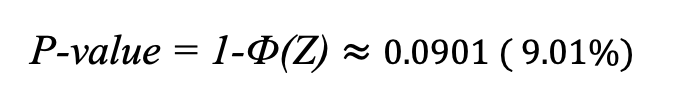 P-value = 1-Φ(Z) ≈ 0.0901 ( 9.01%)